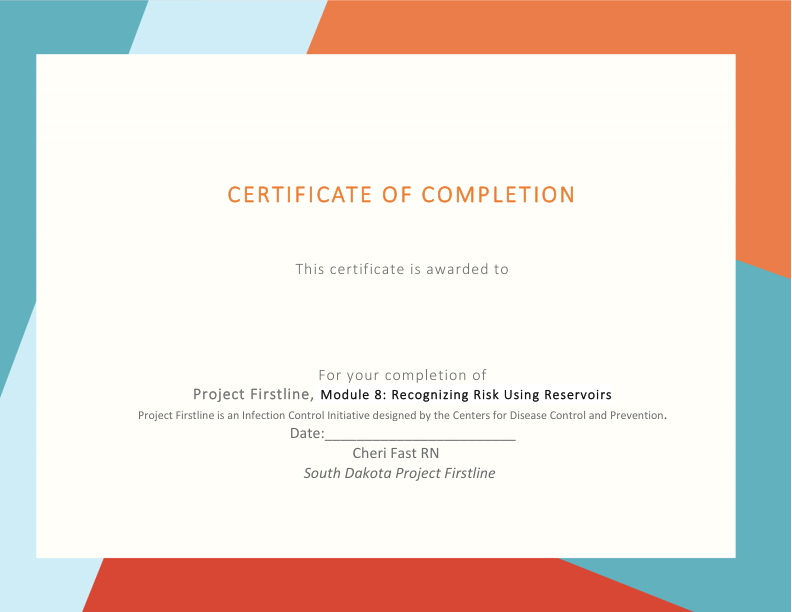 CERTIFICATE OF COMPLETION
This certificate is awarded to
For your completion of
Project Firstline, Module 8: Recognizing Risk Using Reservoirs
Project Firstline is an Infection Control Initiative designed by the Centers for Disease Control and Prevention.
Date:________________________
Cheri Fast RN
South Dakota Project Firstline